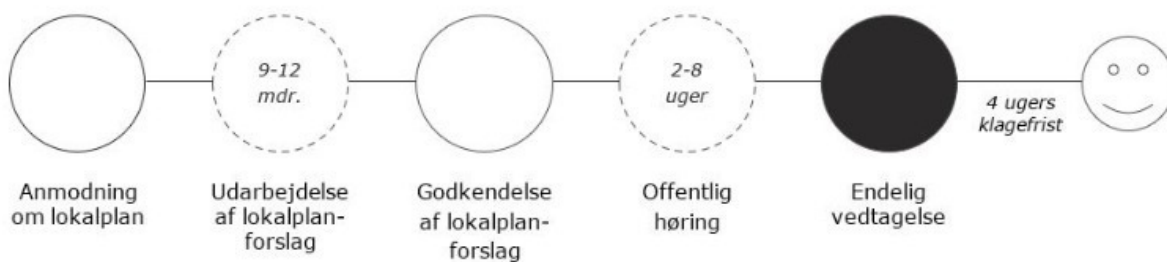 9-12
mdr.
2-8
uger
4 ugers
klagefrist
Anmodning
om lokalplan
Udarbejdelse
af lokalplan-
forslag
Godkendelse
af lokalplan-
forslag
Offentlig
høring
Endelig
vedtagelse